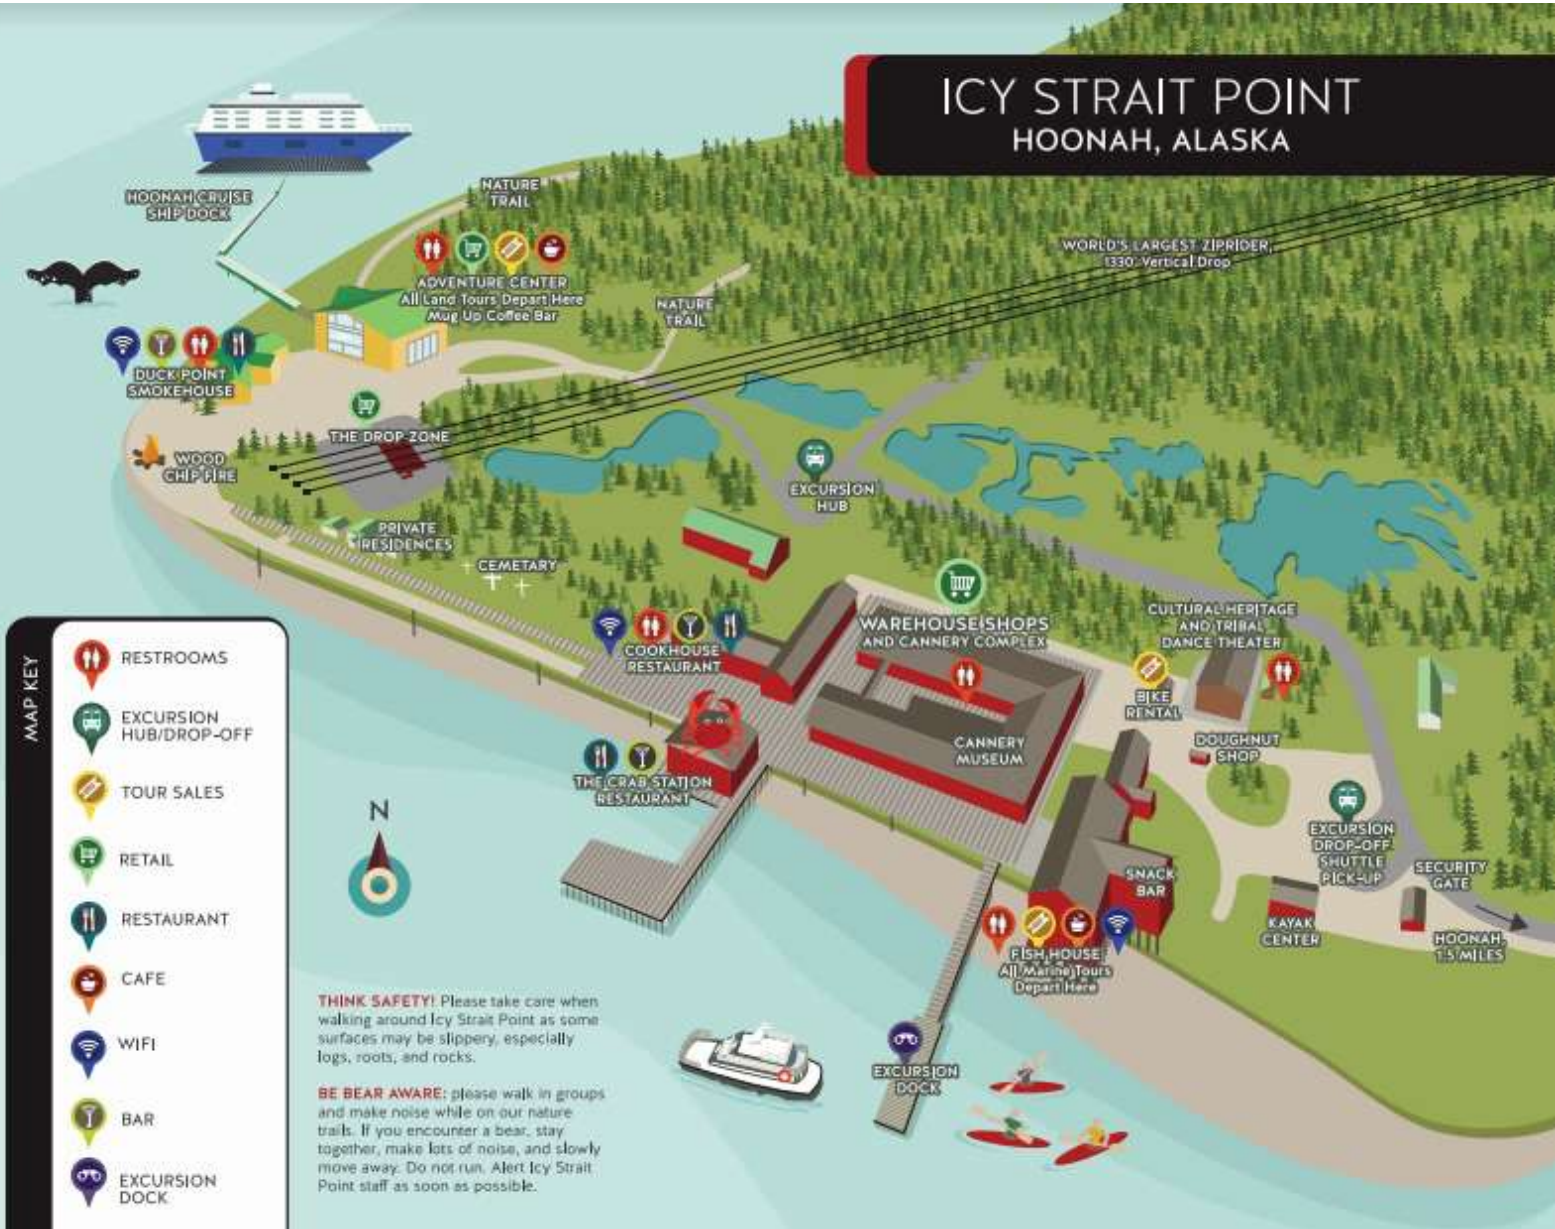 ICY STRAIT POINT
HOONAH, ALASKA
HOONAH CRUISE
SHIP DOCK
NATURE
TRAIL
ADVENTURE CENTER
All Land Tours Depart Here
Mug Up Coffee Bar
NATURE
TRAIL
WORLD'S LARGEST ZIPRIDER,
1330' Vertical Drop
DUCK POINT
SMOKEHOUSE
THE DROP ZONE
WOOD
CHIP FIRE
EXCURSION
HUB
PRIVATE
RESIDENCES
CEMETARY
WAREHOUSE SHOPS
AND CANNERY COMPLEX
CULTURAL HERITAGE
AND TRIBAL
DANCE THEATER
COOKHOUSE
RESTAURANT
BIKE
RENTAL
CANNERY
MUSEUM
DOUGHNUT
SHOP
THE CRAB STATION
RESTAURANT
EXCURSION
DROP-OFF
SHUTTLE
PICK-UP
SECURITY
GATE
SNACK
BAR
KAYAK
CENTER
HOONAH,
1.5 MILES
FISH HOUSE
All Marine Tours
Depart Here
EXCURSION
DOCK
N
MAP KEY
RESTROOMS
EXCURSION
HUB/DROP-OFF
TOUR SALES
RETAIL
RESTAURANT
CAFE
WIFI
BAR
EXCURSION
DOCK
THINK SAFETY! Please take care when
walking around Icy Strait Point as some
surfaces may be slippery, especially
logs, roots, and rocks.
BE BEAR AWARE: please walk in groups
and make noise while on our nature
trails. If you encounter a bear, stay
together, make lots of noise, and slowly
move away. Do not run. Alert Icy Strait
Point staff as soon as possible.